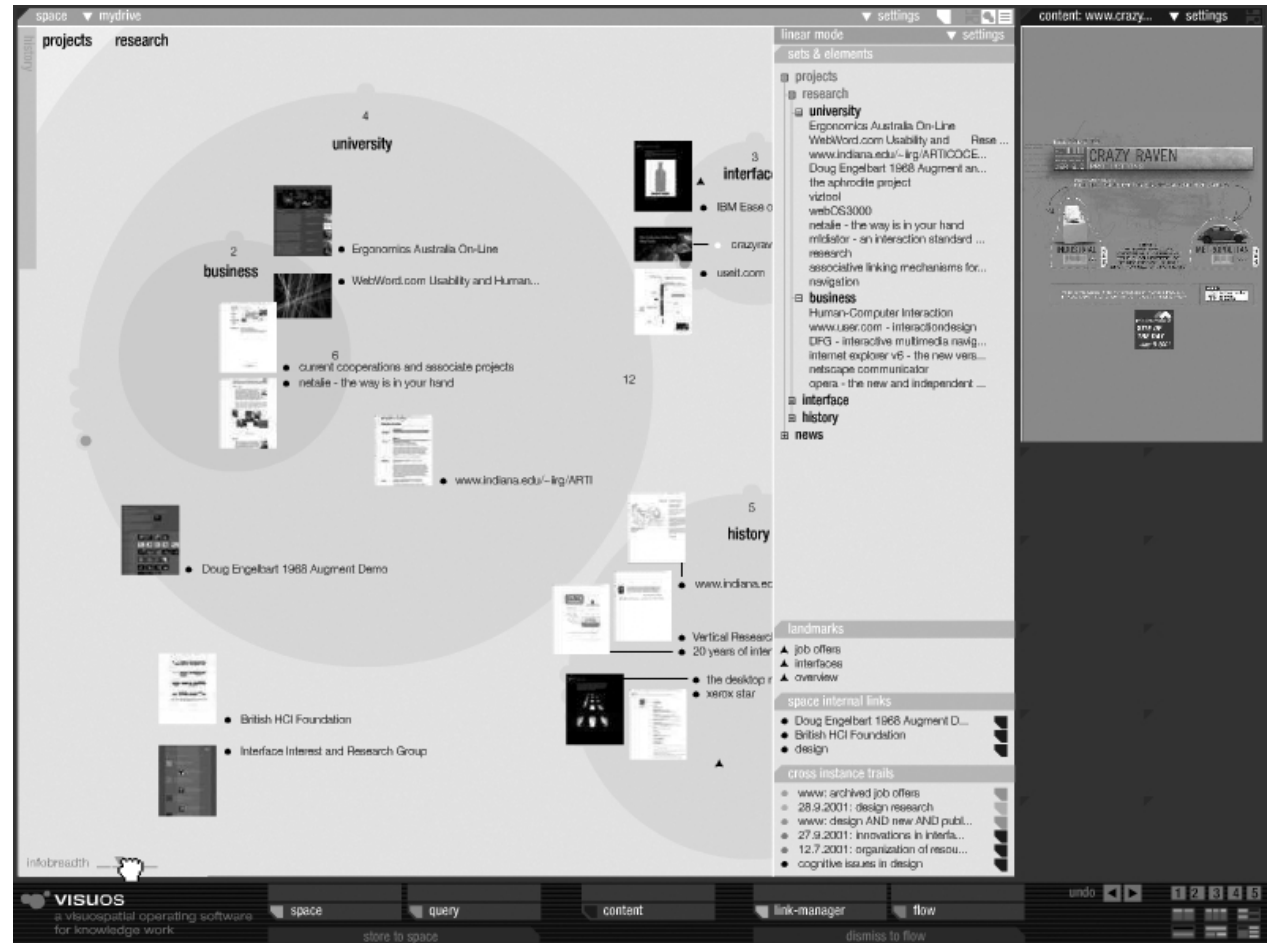 space ▼ mydrive
▼ settings
content: www.crazy... ▼ settings
history
projects research
linear mode ▼ settings
sets & elements
4
university
3
interfac
IBM Ease o
crazyrav
useit.com
2
business
Ergonomics Australia On-Line
WebWord.com Usability and Human...
6
current cooperations and associate projects
netalie - the way is in your hand
12
www.indiana.edu/~iirg/ARTI
5
history
Doug Engelbart 1968 Augment Demo
www.indiana.ec
Vertical Research
20 years of inter
the desktop
xerox star
British HCI Foundation
Interface Interest and Research Group
infobreadth
projects
research
university
Ergonomics Australia On-Line
WebWord.com Usability and Rese ...
www.indiana.edu/~iirg/ARTICOCE...
Doug Engelbart 1968 Augment an...
the aphrodite project
viztool
webOS3000
netalie - the way is in your hand
midiator - an interaction standard ...
research
associative linking mechanisms for...
navigation
business
Human-Computer Interaction
www.user.com - interactiondesign
DFG - interactive multimedia navig...
internet explorer v6 - the new vers...
netscape communicator
opera - the new and independent ...
interface
history
news
landmarks
job offers
interfaces
overview
space internal links
Doug Engelbart 1968 Augment D...
British HCI Foundation
design
cross instance trails
www: archived job offers
28.9.2001: design research
www: design AND new AND publ...
27.9.2001: innovations in interfa...
12.7.2001: organization of resou...
cognitive issues in design
CRAZY RAVEN
INDUSTRIAL
METROPOLITAN
SITE OF
THE DAY
VISUOS
a visuospatial operating software
for knowledge work
space query content link-manager flow
store to space dismiss to flow
undo
1 2 3 4 5